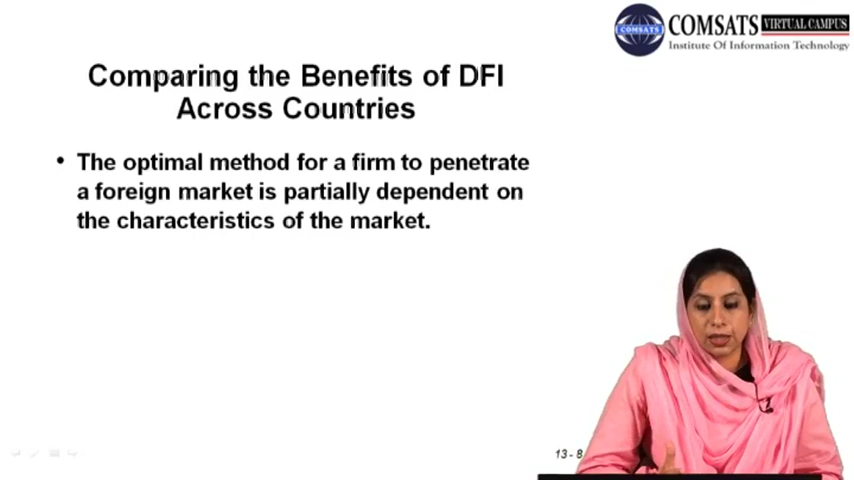 COMSATS VIRTUAL CAMPUS
COMSATS
Institute Of Information Technology
Comparing the Benefits of DFI
Across Countries
• The optimal method for a firm to penetrate
a foreign market is partially dependent on
the characteristics of the market.
13 - 8